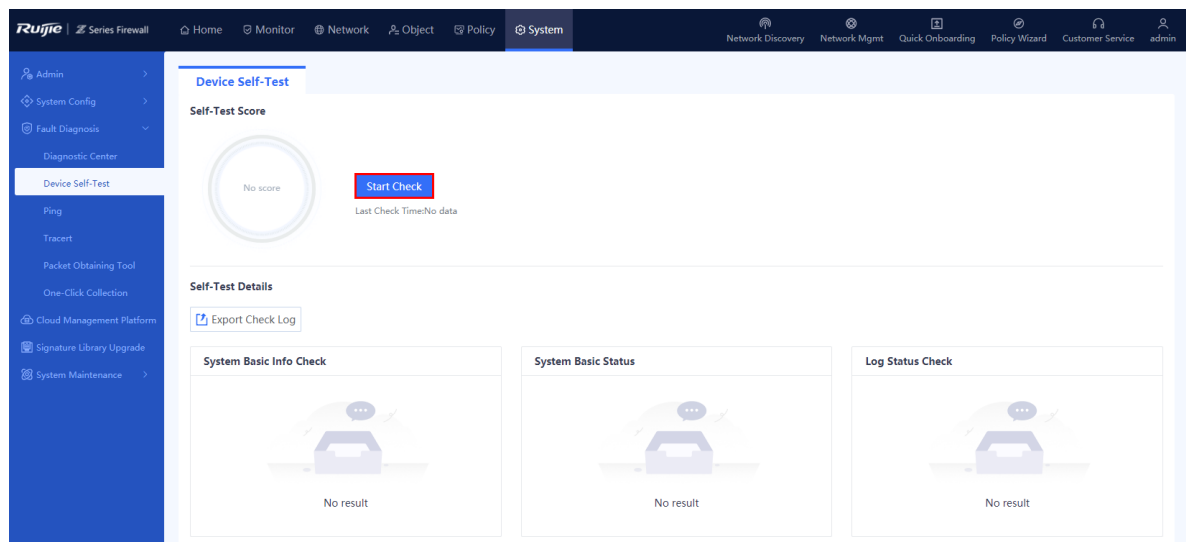 Ruijie | Z Series Firewall
Home
Monitor
Network
Object
Policy
System
Network Discovery
Network Mgmt
Quick Onboarding
Policy Wizard
Customer Service
admin
Admin
System Config
Fault Diagnosis
Diagnostic Center
Device Self-Test
Ping
Tracert
Packet Obtaining Tool
One-Click Collection
Cloud Management Platform
Signature Library Upgrade
System Maintenance
Device Self-Test
Self-Test Score
No score
Start Check
Last Check Time:No data
Self-Test Details
Export Check Log
System Basic Info Check
System Basic Status
Log Status Check
No result
No result
No result